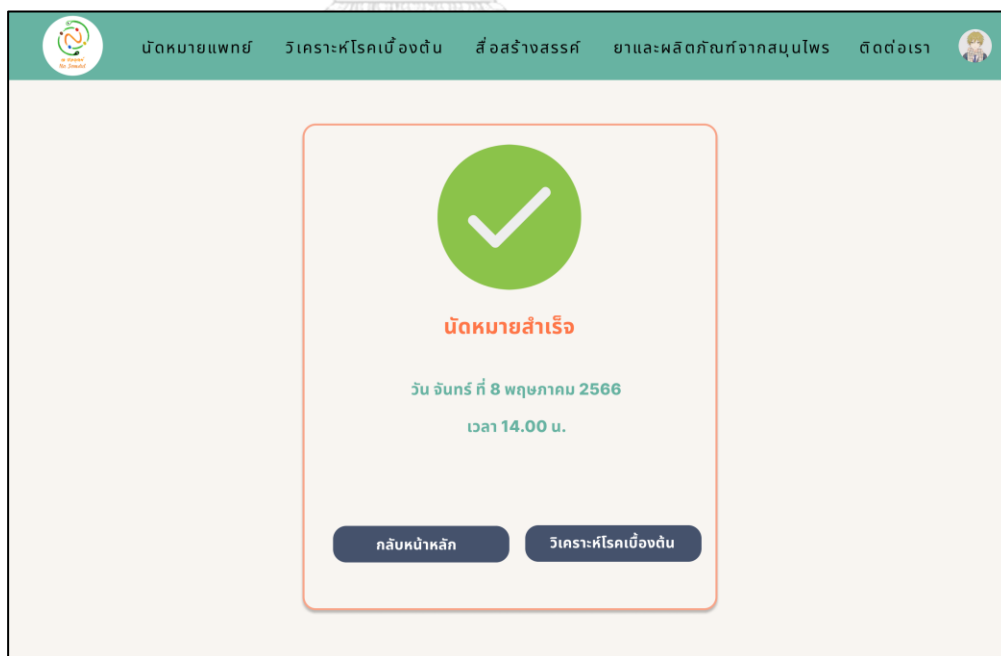 นัดหมายแพทย์ วิเคราะห์โรคเบื้องต้น สื่อสร้างสรรค์ ยาและผลิตภัณฑ์จากสมุนไพร ติดต่อเรา
นัดหมายสำเร็จ
วัน จันทร์ ที่ 8 พฤษภาคม 2566
เวลา 14.00 น.
กลับหน้าหลัก วิเคราะห์โรคเบื้องต้น